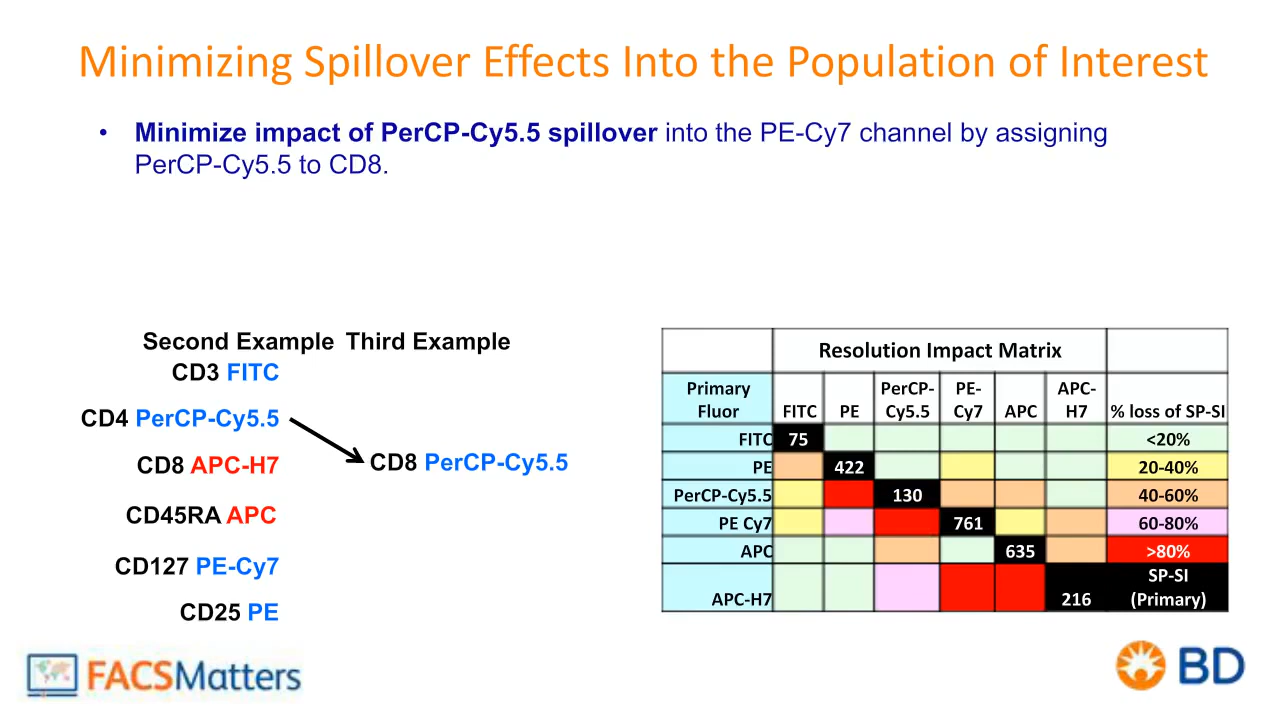 Minimizing Spillover Effects Into the Population of Interest
• Minimize impact of PerCP-Cy5.5 spillover into the PE-Cy7 channel by assigning
PerCP-Cy5.5 to CD8.
Second Example Third Example
CD3 FITC
CD4 PerCP-Cy5.5
CD8 APC-H7
CD8 PerCP-Cy5.5
CD45RA APC
CD127 PE-Cy7
CD25 PE
Resolution Impact Matrix
Primary Fluor FITC PE PerCP-Cy5.5 PE-Cy7 APC APC-H7 % loss of SP-SI
FITC 75 <20%
PE 422 20-40%
PerCP-Cy5.5 130 40-60%
PE Cy7 761 60-80%
APC 635 >80%
APC-H7 216 SP-SI (Primary)
FACSMatters
BD